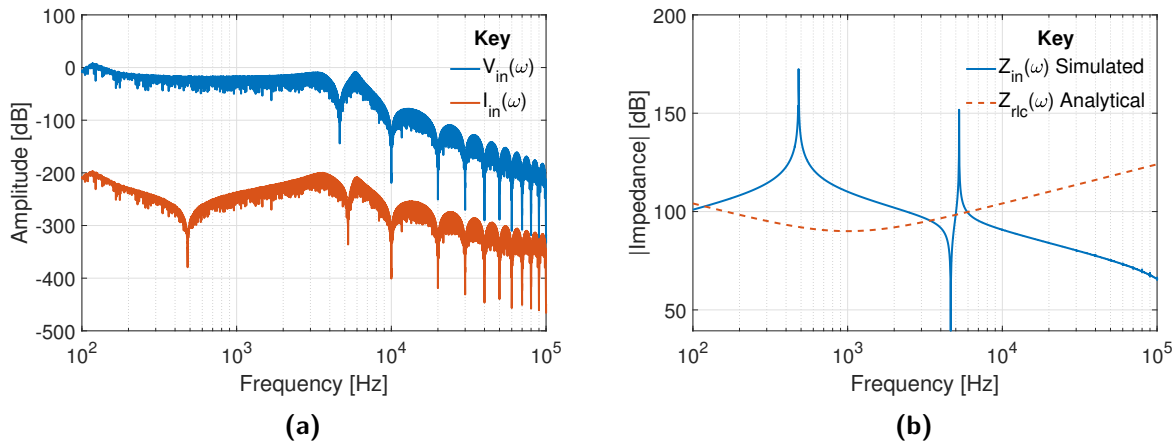 100
0
-100
-200
-300
-400
-500
Amplitude [dB]
10^2
10^3
10^4
10^5
Frequency [Hz]
Key
V_in(ω)
I_in(ω)
(a)
200
150
100
50
|Impedance| [dB]
10^2
10^3
10^4
10^5
Frequency [Hz]
Key
Z_in(ω) Simulated
Z_rlc(ω) Analytical
(b)